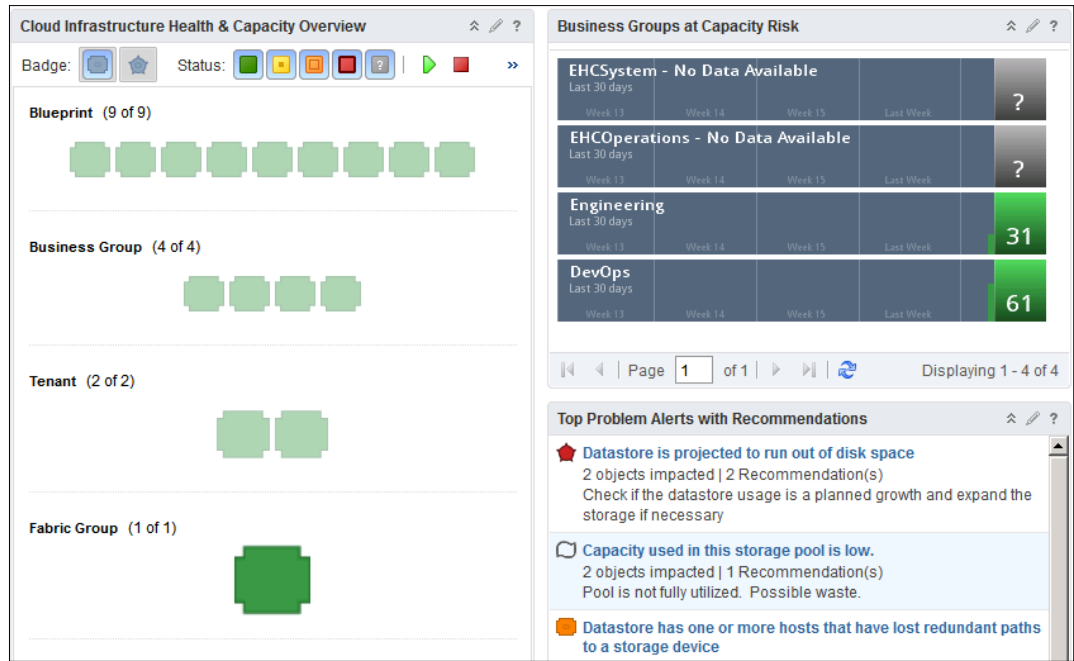 Cloud Infrastructure Health & Capacity Overview ?
Badge: Status: ? »
Blueprint (9 of 9)
Business Group (4 of 4)
Tenant (2 of 2)
Fabric Group (1 of 1)
Business Groups at Capacity Risk ?
EHCSystem - No Data Available
Last 30 days
Week 13 Week 14 Week 15 Last Week ?
EHCOperations - No Data Available
Last 30 days
Week 13 Week 14 Week 15 Last Week ?
Engineering
Last 30 days
Week 13 Week 14 Week 15 Last Week 31
DevOps
Last 30 days
Week 13 Week 14 Week 15 Last Week 61
Page 1 of 1 Displaying 1 - 4 of 4
Top Problem Alerts with Recommendations ?
Datastore is projected to run out of disk space
2 objects impacted | 2 Recommendation(s)
Check if the datastore usage is a planned growth and expand the
storage if necessary
Capacity used in this storage pool is low.
2 objects impacted | 1 Recommendation(s)
Pool is not fully utilized. Possible waste.
Datastore has one or more hosts that have lost redundant paths
to a storage device